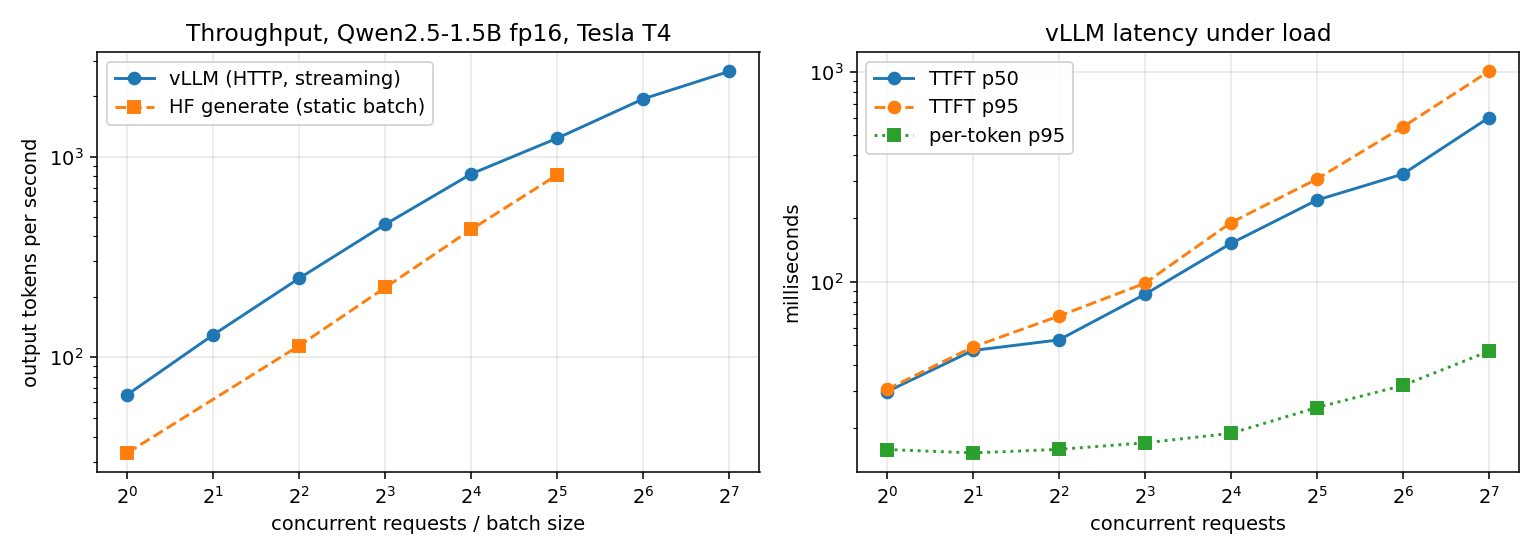 Throughput, Qwen2.5-1.5B fp16, Tesla T4
vLLM (HTTP, streaming)
HF generate (static batch)
output tokens per second
10³
10²
2⁰ 2¹ 2² 2³ 2⁴ 2⁵ 2⁶ 2⁷
concurrent requests / batch size
vLLM latency under load
TTFT p50
TTFT p95
per-token p95
milliseconds
10³
10²
2⁰ 2¹ 2² 2³ 2⁴ 2⁵ 2⁶ 2⁷
concurrent requests